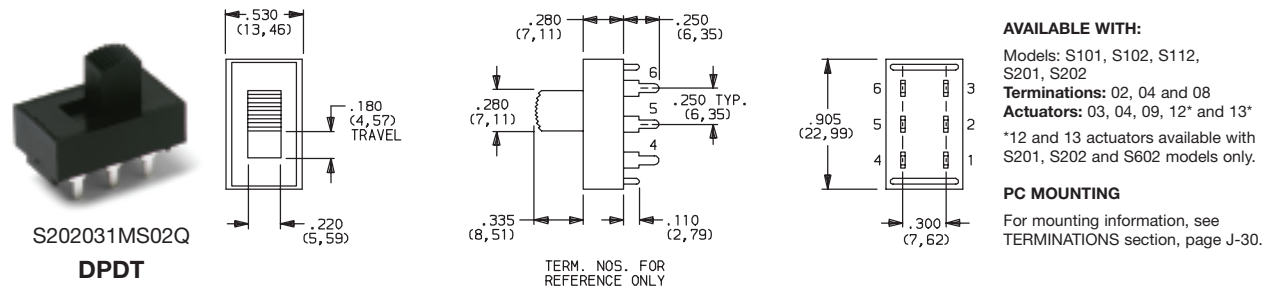 S202031MS02Q
DPDT
.530
(13,46)
.180
(4,57)
TRAVEL
.220
(5,59)
.280
(7,11)
.250
(6,35)
.280
(7,11)
6
5
4
.250 TYP.
(6,35)
.335
(8,51)
.110
(2,79)
TERM. NOS. FOR
REFERENCE ONLY
.905
(22,99)
6 3
5 2
4 1
.300
(7,62)
AVAILABLE WITH:
Models: S101, S102, S112,
S201, S202
Terminations: 02, 04 and 08
Actuators: 03, 04, 09, 12* and 13*
*12 and 13 actuators available with
S201, S202 and S602 models only.
PC MOUNTING
For mounting information, see
TERMINATIONS section, page J-30.